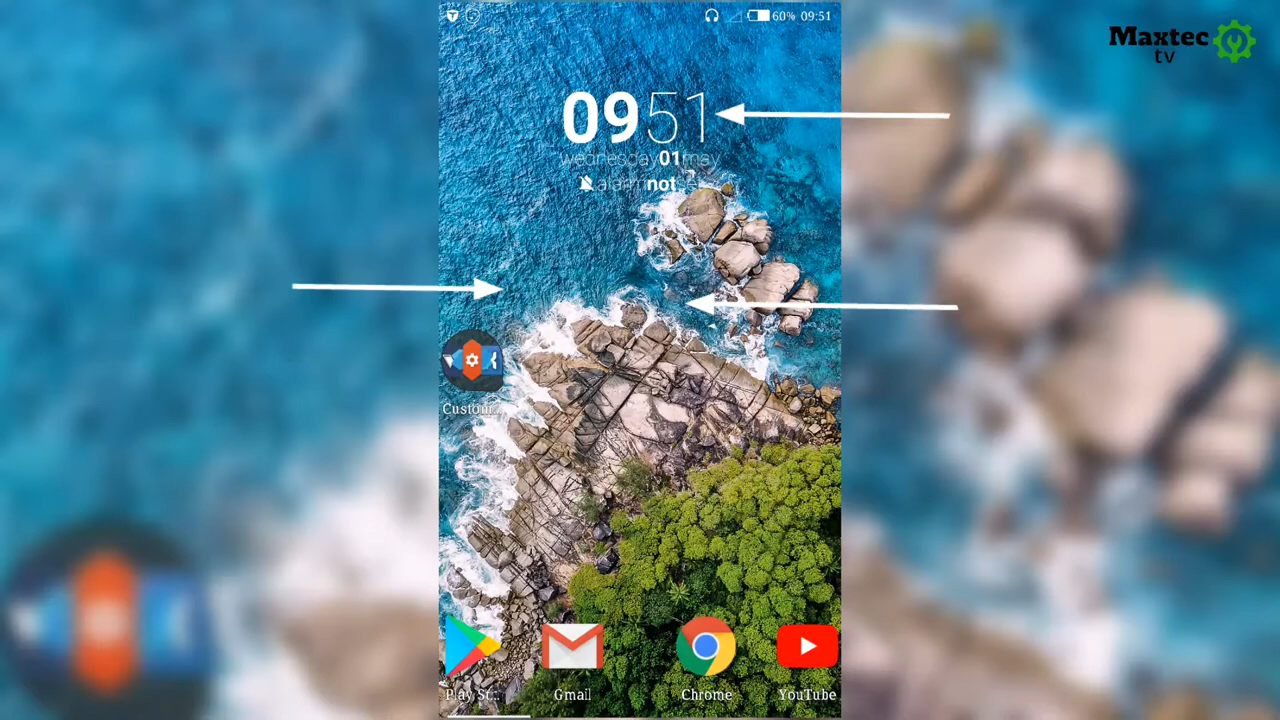 60% 09:51
Maxtec
tv
0951
wednesday01may
alarmnot
Custom...
Play St...
Gmail
Chrome
YouTube